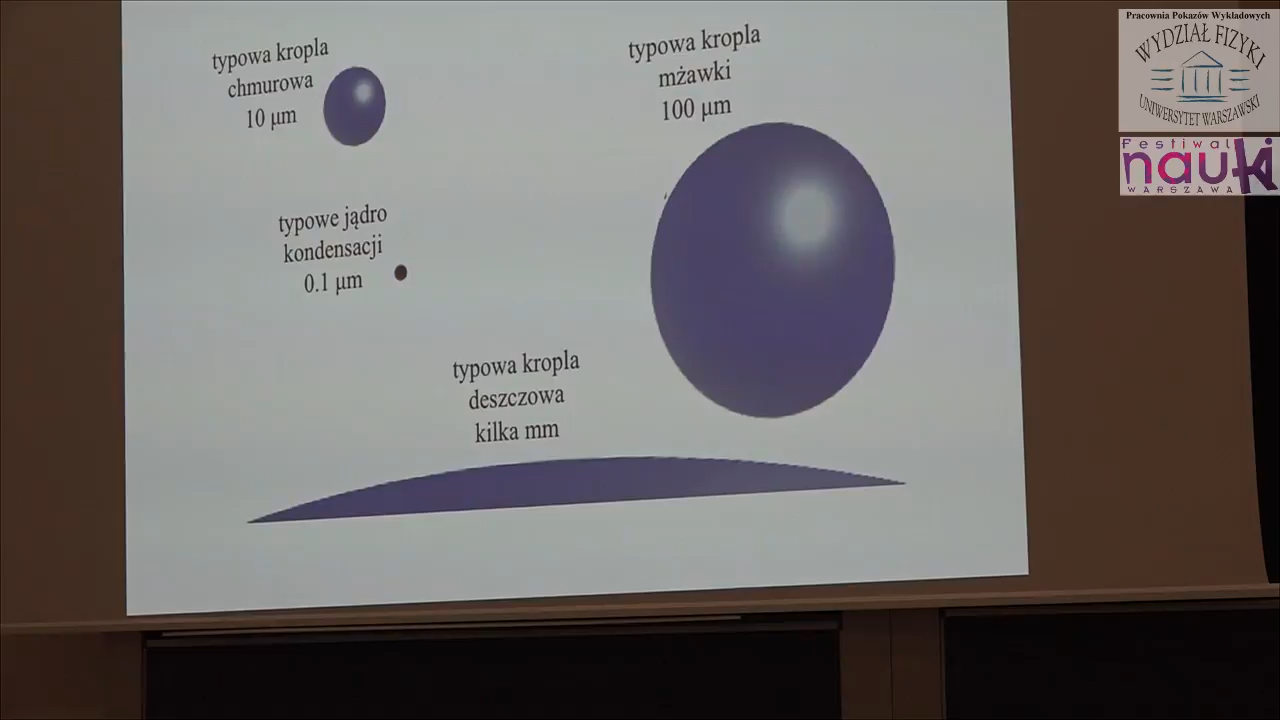 typowa kropla
chmurowa
10 μm
typowa kropla
mżawki
100 μm
typowe jądro
kondensacji
0.1 μm
typowa kropla
deszczowa
kilka mm
Pracownia Pokazów Wykładowych
WYDZIAŁ FIZYKI
UNIWERSYTET WARSZAWSKI
Festiwal
nauki
WARSZAWA